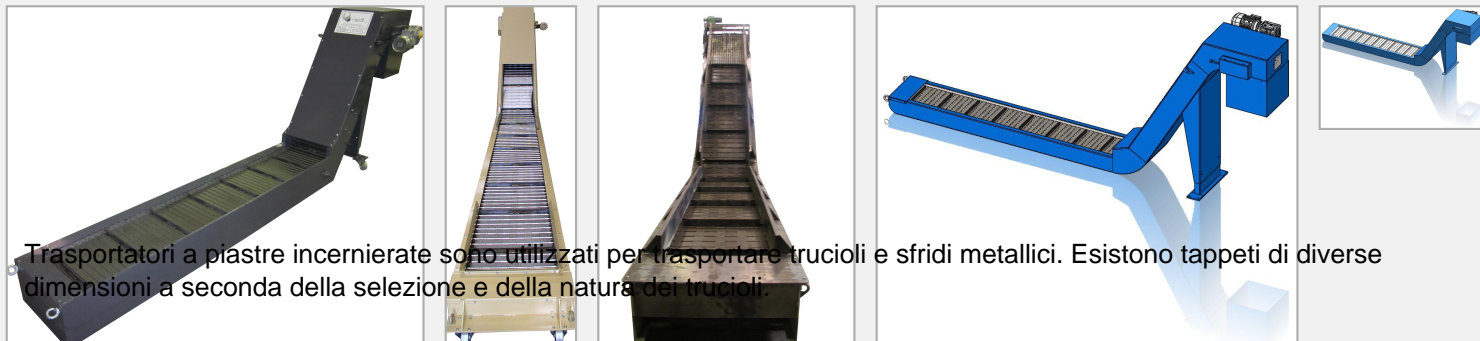 Trasportatori a piastre incernierate sono utilizzati per trasportare trucioli e sfridi metallici. Esistono tappeti di diverse
dimensioni a seconda della selezione e della natura dei trucioli.